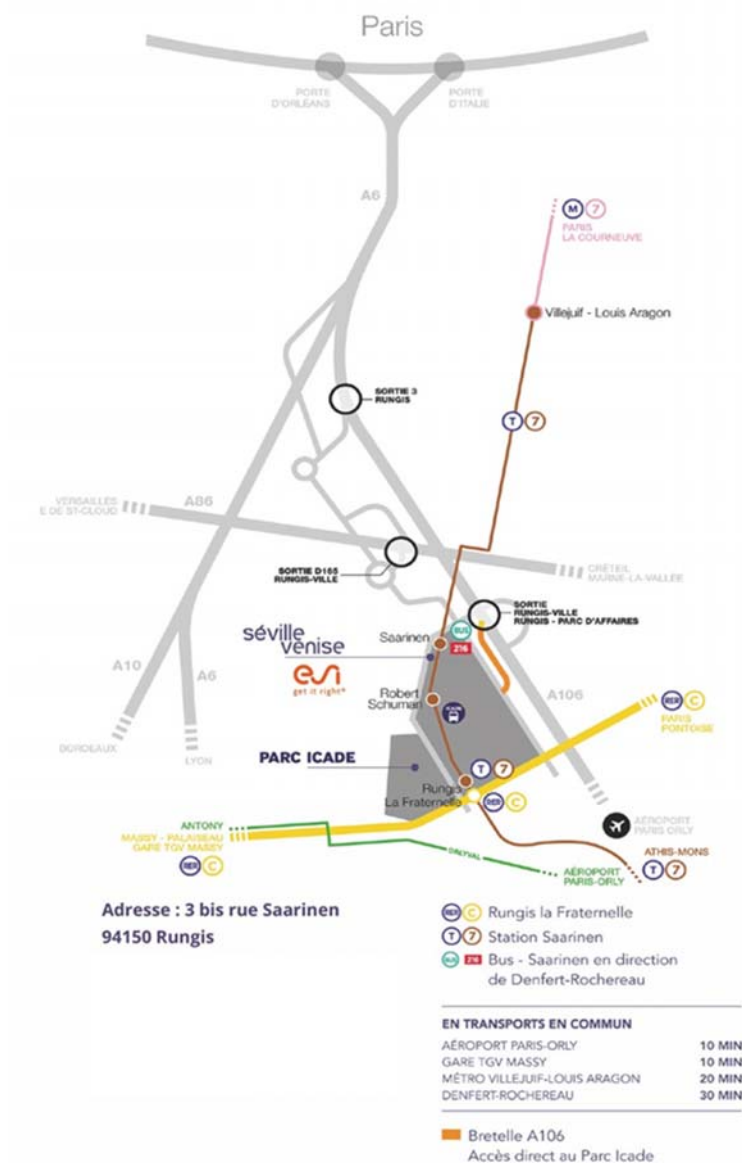 Paris
PORTE
D'ORLÉANS
PORTE
D'ITALIE
A6
M 7
PARIS
LA COURNEUVE
Villejuif - Louis Aragon
SORTIE 3
RUNGIS
T 7
VERSAILLES
E DE ST-CLOUD
A86
SORTIE D165
RUNGIS-VILLE
CRÉTEIL
MARNE-LA-VALLÉE
SORTIE
RUNGIS-VILLE
RUNGIS - PARC D'AFFAIRES
séville
venise
Saarinen
BUS
216
esi
get it right®
A10
A6
Robert
Schuman
A106
RER C
PARIS
PONTOISE
BORDEAUX
LYON
PARC ICADE
T 7
Rungis
La Fraternelle
RER C
AÉROPORT
PARIS ORLY
ANTONY
MASSY - PALAISEAU
GARE TGV MASSY
RER C
ORLYVAL
AÉROPORT
PARIS-ORLY
ATHIS-MONS
T 7
Adresse : 3 bis rue Saarinen
94150 Rungis
RER C Rungis la Fraternelle
T 7 Station Saarinen
BUS 216 Bus - Saarinen en direction
de Denfert-Rochereau
EN TRANSPORTS EN COMMUN
AÉROPORT PARIS-ORLY 10 MIN
GARE TGV MASSY 10 MIN
MÉTRO VILLEJUIF-LOUIS ARAGON 20 MIN
DENFERT-ROCHEREAU 30 MIN
Bretelle A106
Accès direct au Parc Icade